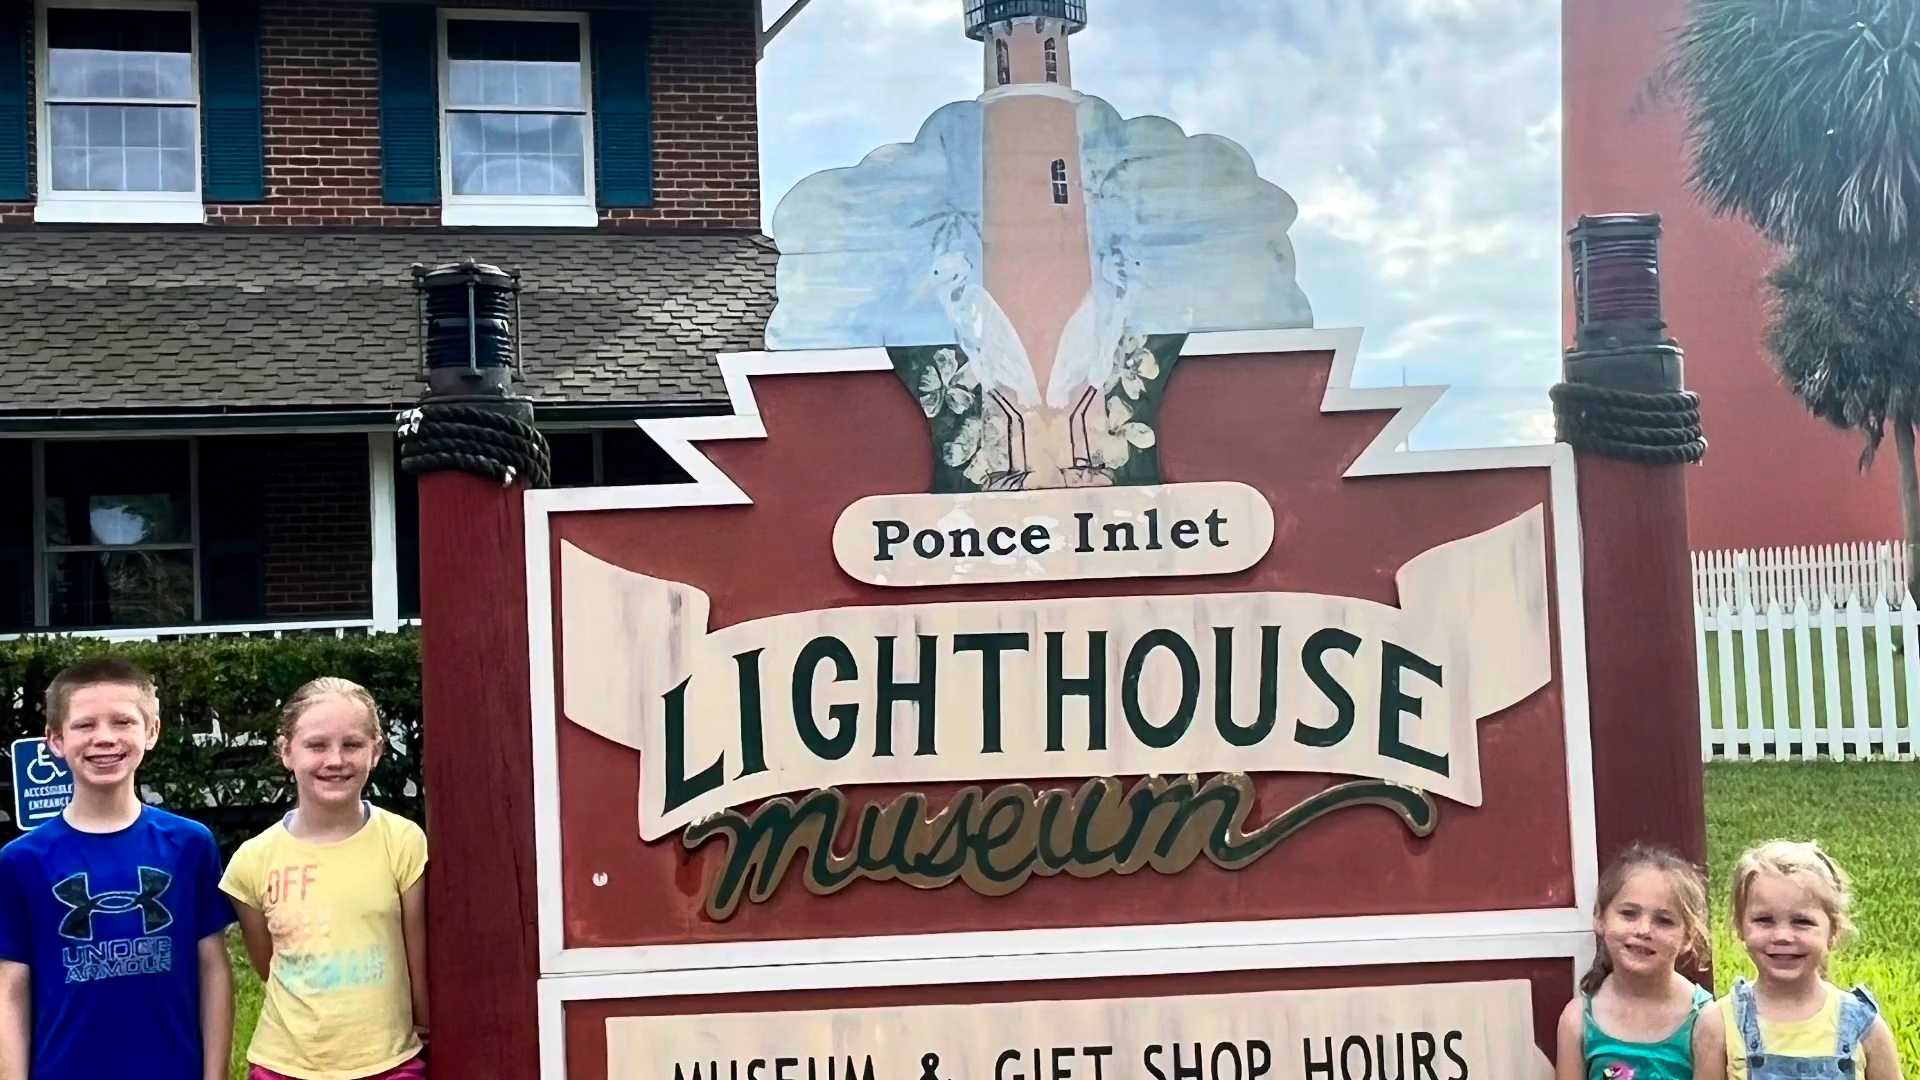 Ponce Inlet
LIGHTHOUSE
museum
MUSEUM & GIFT SHOP HOURS
ACCESSIBLE
ENTRANCE
UNDER
ARMOUR
OFF